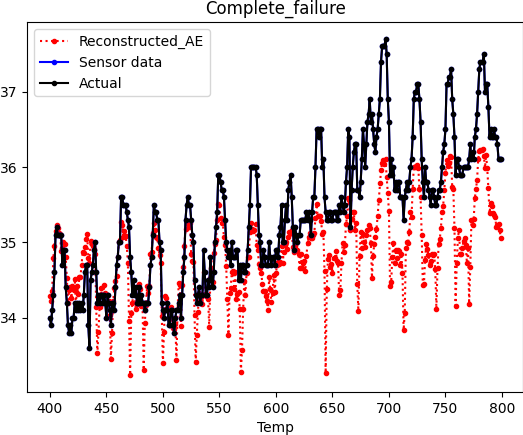 Complete_failure
Reconstructed_AE
Sensor data
Actual
37
36
35
34
400 450 500 550 600 650 700 750 800
Temp